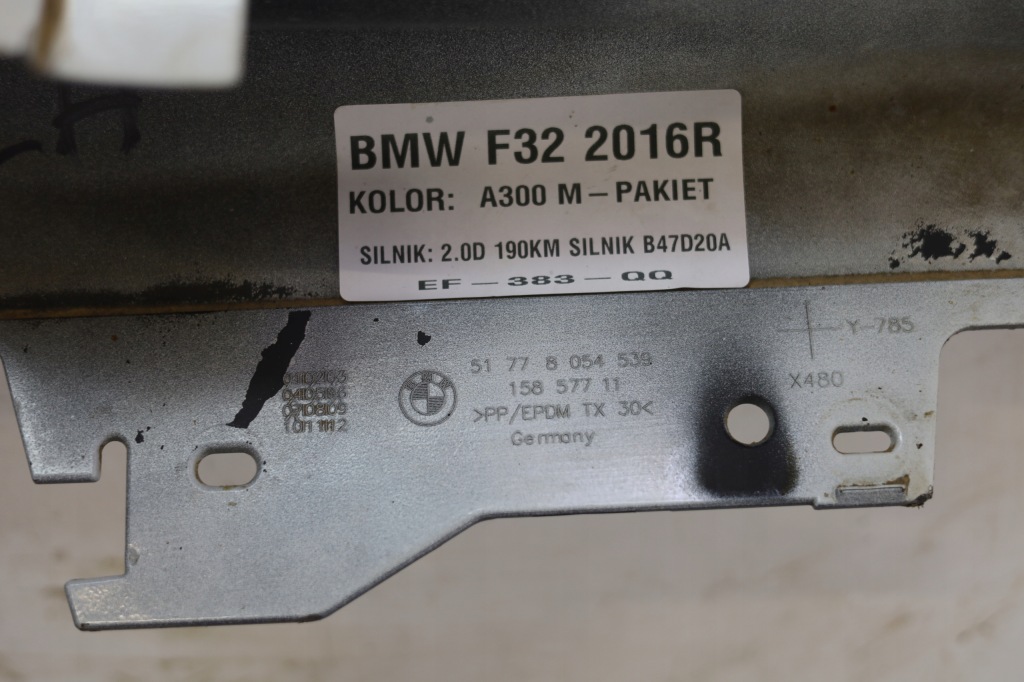 BMW F32 2016R
KOLOR: A300 M – PAKIET
SILNIK: 2.0D 190KM SILNIK B47D20A
EF – 383 – QQ
Y-785
51 77 8 054 539
X480
158 577 11
>PP/EPDM TX 30<
Germany